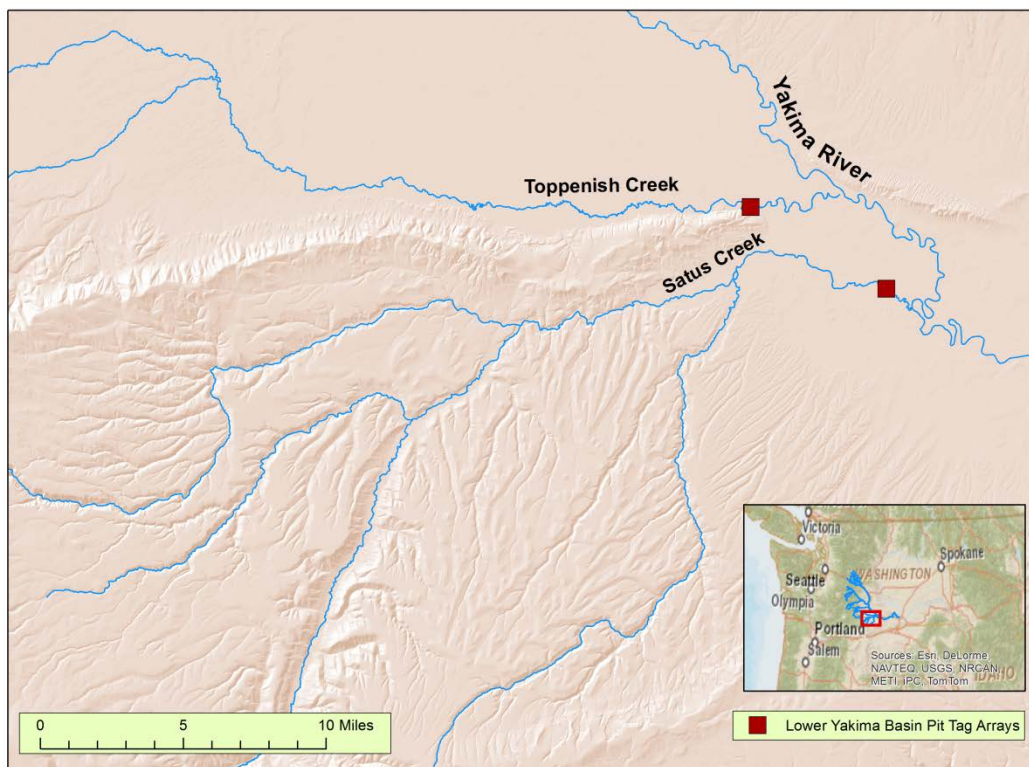 Yakima River
Toppenish Creek
Satus Creek
Victoria
Spokane
Seattle
WASHINGTON
Olympia
Portland
Salem
Sources: Esri, DeLorme,
NAVTEQ, USGS, NRCAN,
METI, iPC, TomTom
IDAHO
0 5 10 Miles
Lower Yakima Basin Pit Tag Arrays